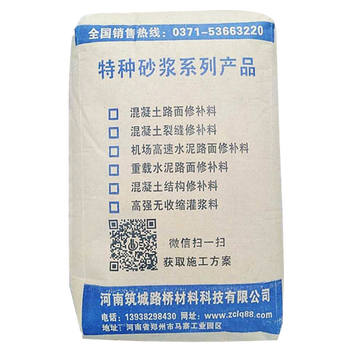 全国销售热线：0371-53663220
特种砂浆系列产品
混凝土路面修补料
混凝土裂缝修补料
机场高速水泥路面修补料
重载水泥路面修补料
混凝土结构修补料
高强无收缩灌浆料
微信扫一扫
获取施工方案
河南筑城路桥材料科技有限公司
电话：13938298430 网址：www.zclq88.com
地址：河南省郑州市马寨工业园区